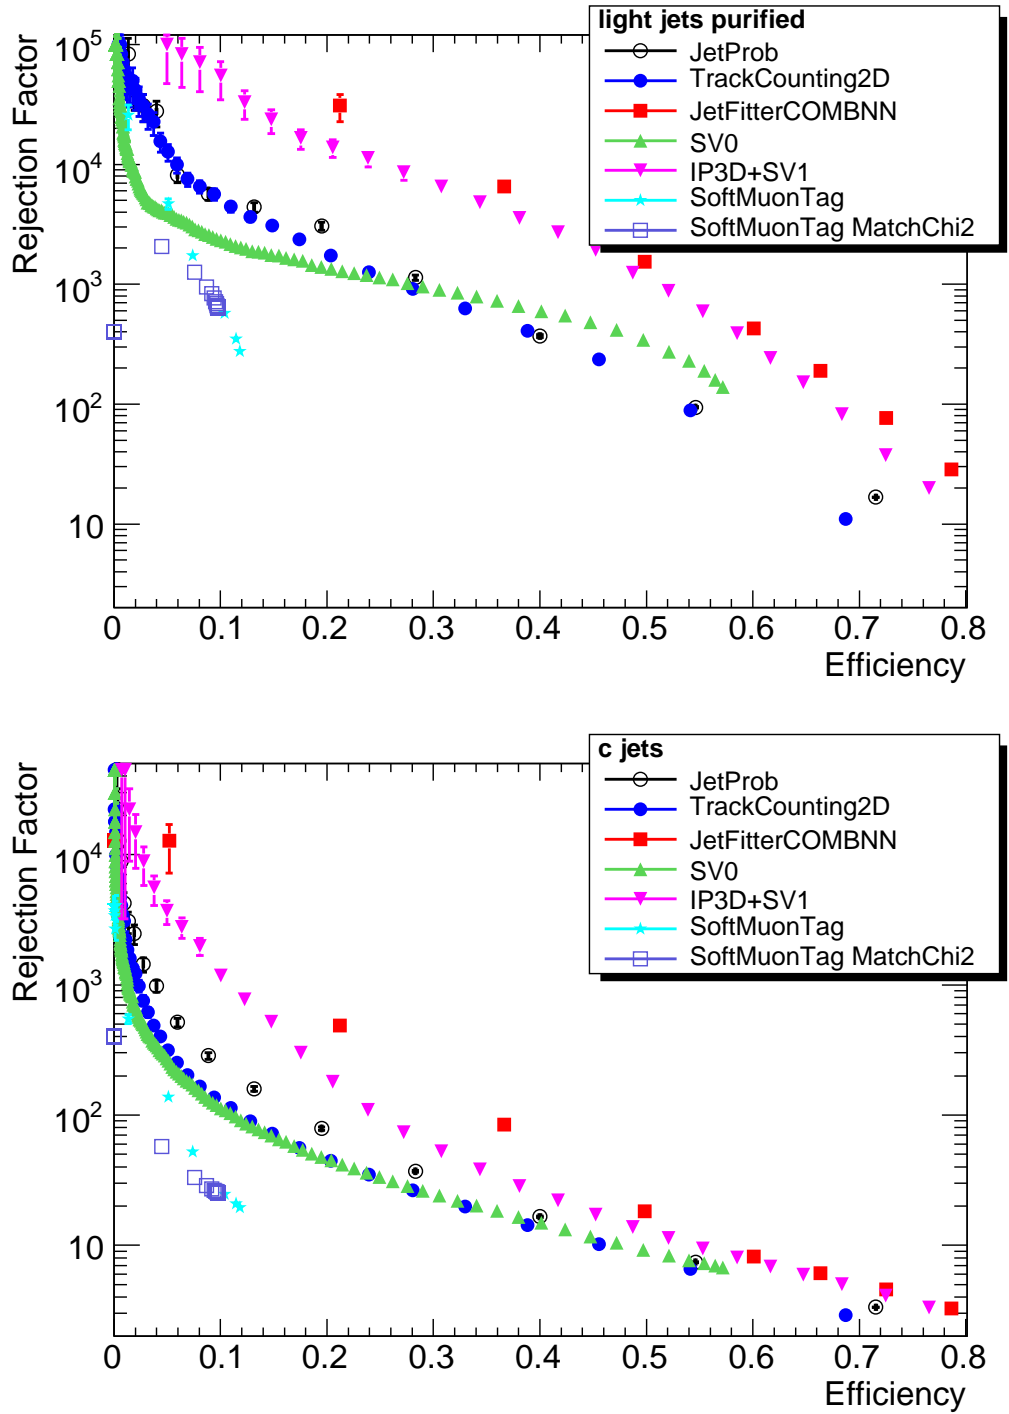 light jets purified
JetProb
TrackCounting2D
JetFitterCOMBNN
SV0
IP3D+SV1
SoftMuonTag
SoftMuonTag MatchChi2
Rejection Factor
10^5
10^4
10^3
10^2
10
0 0.1 0.2 0.3 0.4 0.5 0.6 0.7 0.8
Efficiency
c jets
JetProb
TrackCounting2D
JetFitterCOMBNN
SV0
IP3D+SV1
SoftMuonTag
SoftMuonTag MatchChi2
Rejection Factor
10^4
10^3
10^2
10
0 0.1 0.2 0.3 0.4 0.5 0.6 0.7 0.8
Efficiency